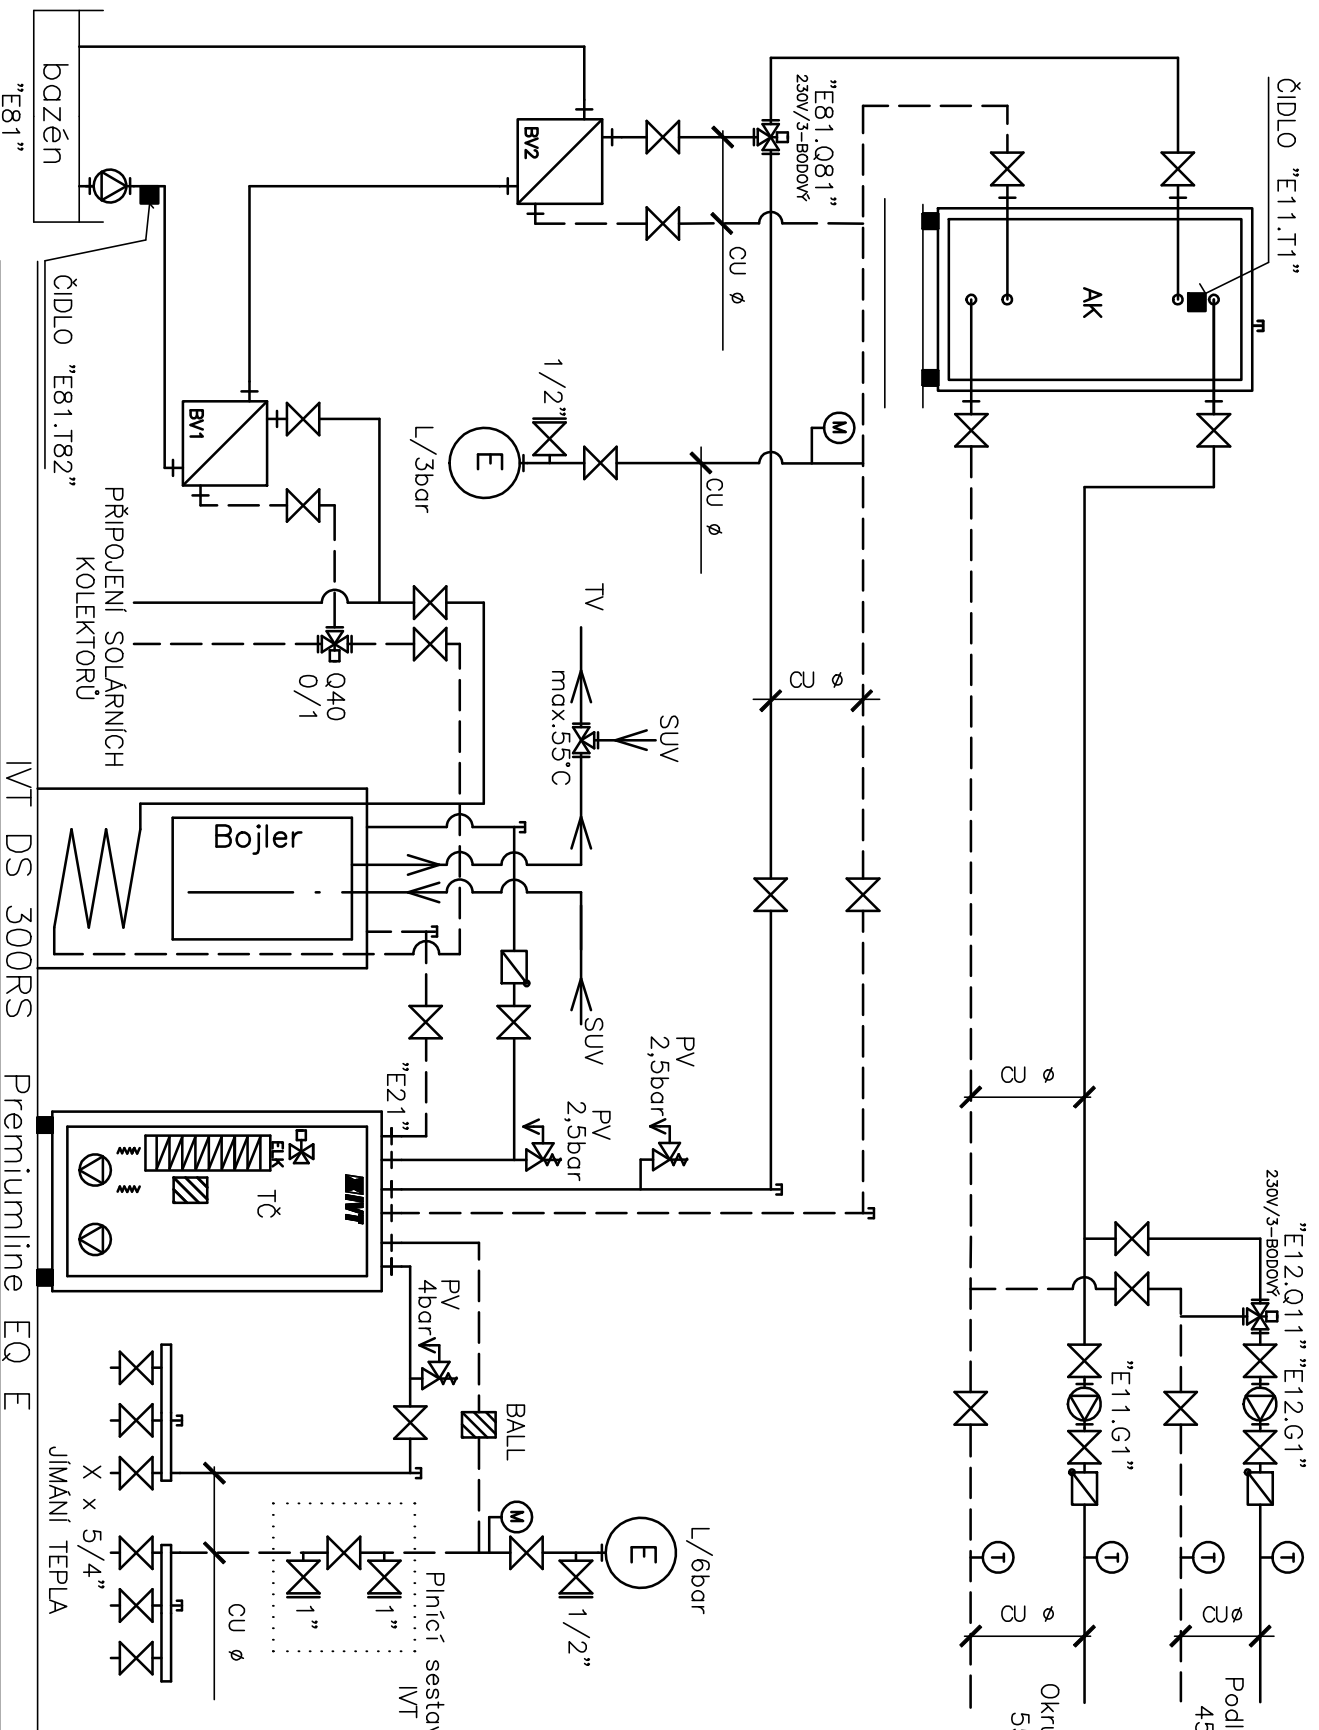 bazén
"E81"
ČIDLO "E81.T82"
BV2
BV1
"E81.Q81"
230V/3-BODOVÝ
ČIDLO "E11.T1"
AK
CU ø
1/2"
M
E
L/3bar
CU ø
PŘIPOJENÍ SOLÁRNÍCH
KOLEKTORŮ
Q40
0/1
TV
max.55°C
SUV
CU ø
Bojler
SUV
IVT DS 300RS
Premiumline EQ E
"E21"
PV
2,5bar
PV
2,5bar
ELK
TČ
IVT
PV
4bar
BALL
CU ø
"E12.Q11"
230V/3-BODOVÝ
"E12.G1"
"E11.G1"
T
T
T
T
CU ø
CUø
JÍMÁNÍ TEPLA
X x 5/4"
CU ø
1"
1"
Plnící sestav
IVT
M
E
1/2"
L/6bar
Okru
Podl
45